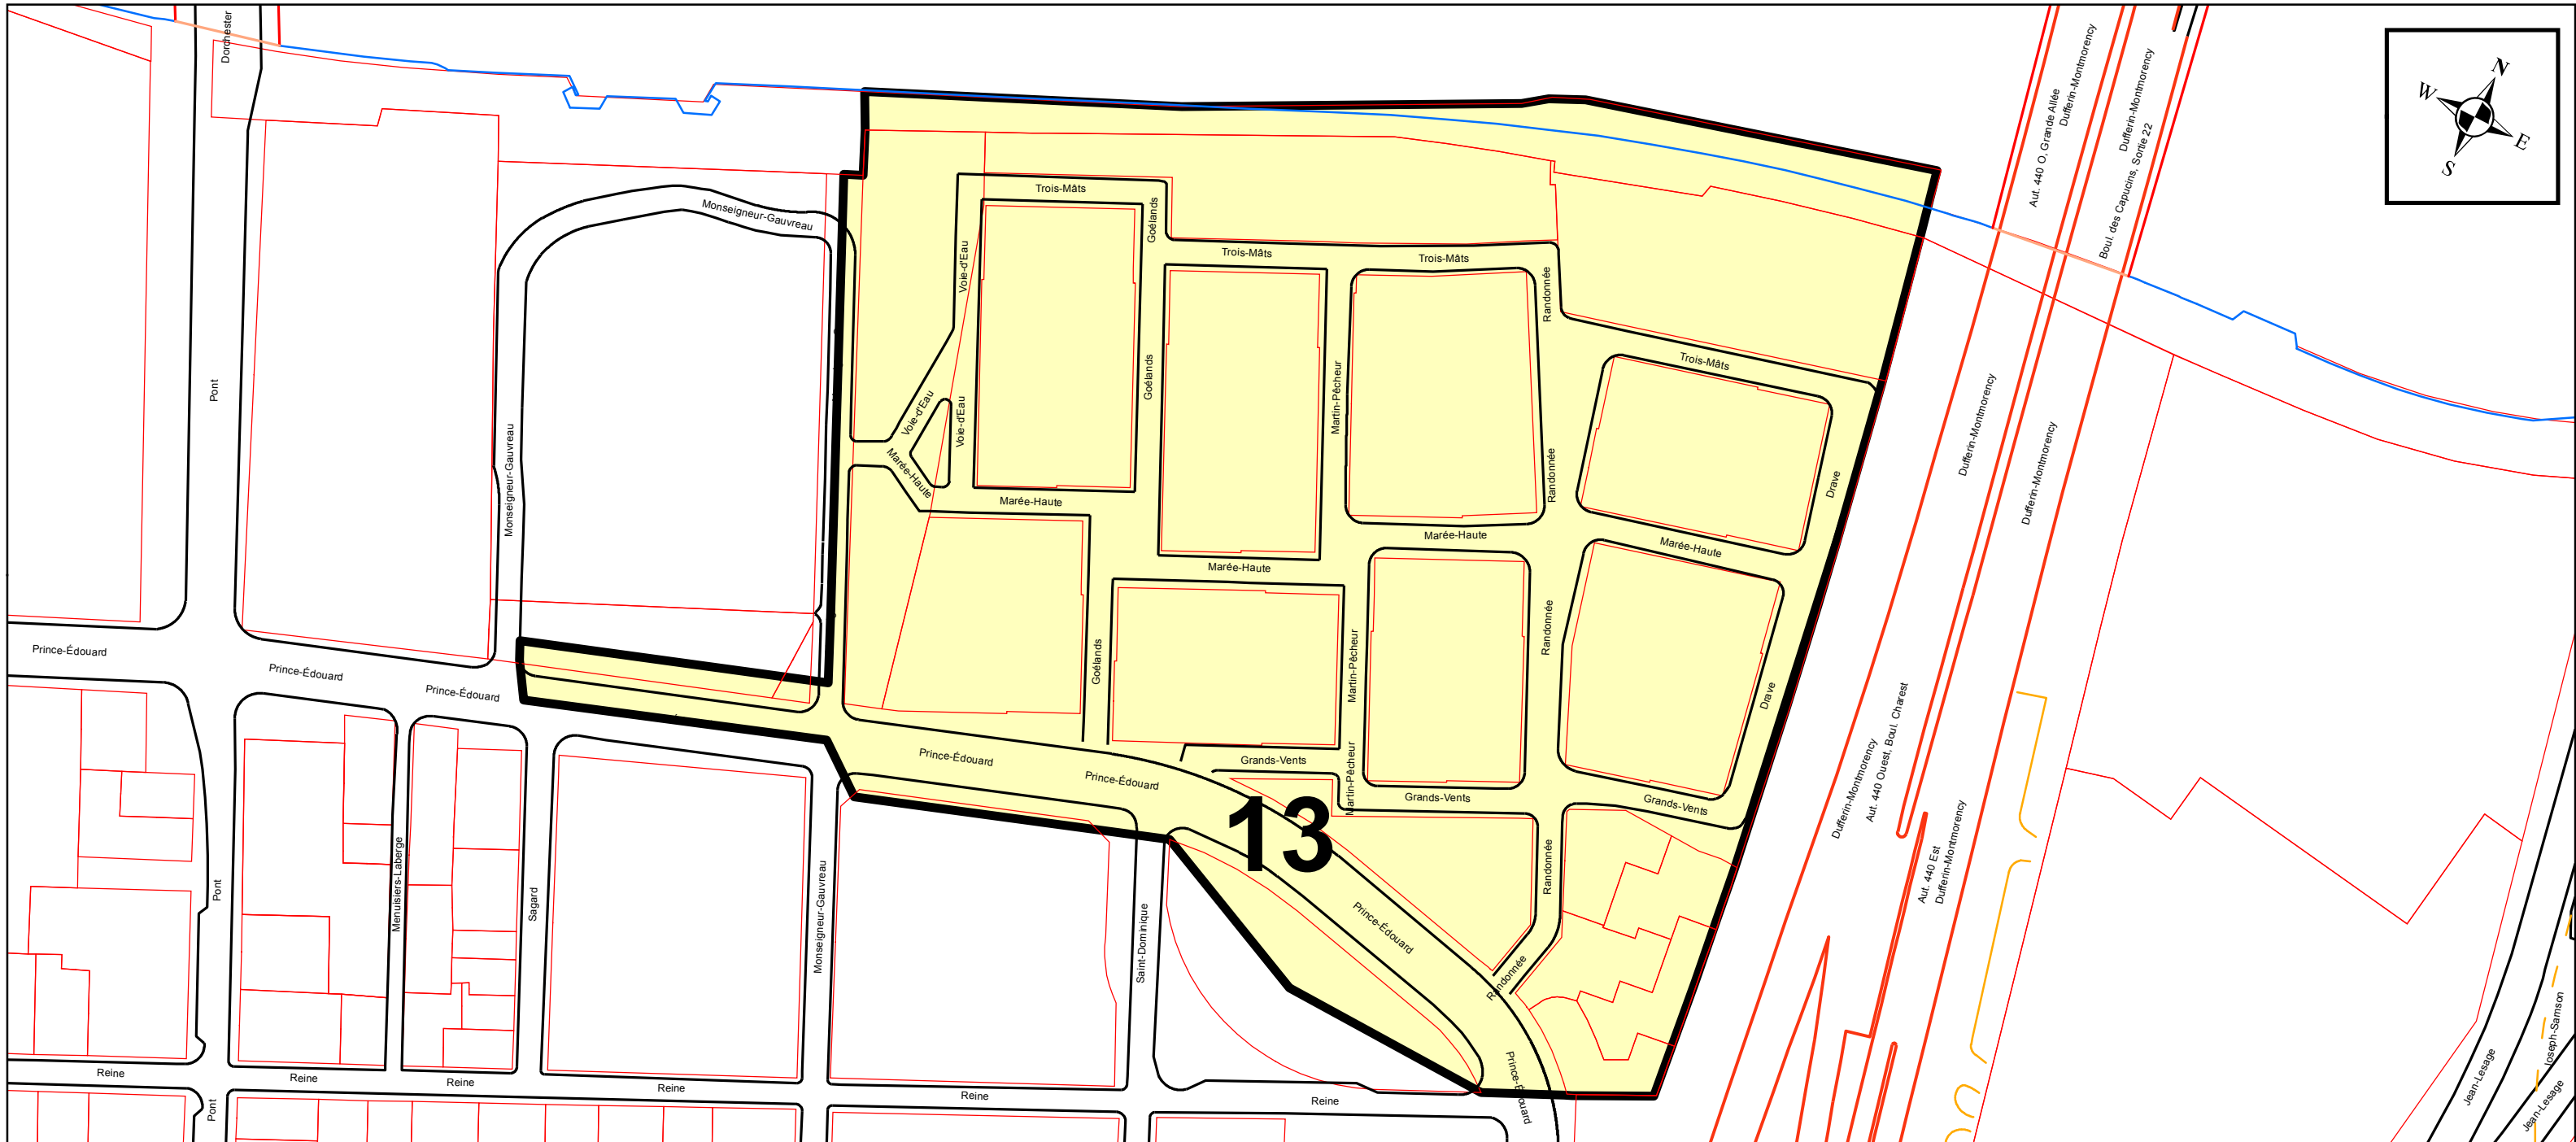 Dorchester
Aut. 440 O, Grande Allée
Dufferin-Montmorency
Dufferin-Montmorency
Boul. des Capucins, Sortie 22
N
W
E
S
Trois-Mâts
Monseigneur-Gauvreau
Goélands
Voie-d'Eau
Trois-Mâts
Trois-Mâts
Randonnée
Pont
Goélands
Martin-Pêcheur
Trois-Mâts
Voie-d'Eau
Voie-d'Eau
Dufferin-Montmorency
Dufferin-Montmorency
Monseigneur-Gauvreau
Marée-Haute
Marée-Haute
Randonnée
Drave
Marée-Haute
Marée-Haute
Marée-Haute
Prince-Édouard
Prince-Édouard
Prince-Édouard
Goélands
Martin-Pêcheur
Randonnée
Drave
Prince-Édouard
Prince-Édouard
Grands-Vents
Martin-Pêcheur
Grands-Vents
Grands-Vents
Dufferin-Montmorency
Aut. 440 Ouest, Boul. Charest
13
Aut. 440 Est
Dufferin-Montmorency
Pont
Menuisiers-Laberge
Sagard
Monseigneur-Gauvreau
Saint-Dominique
Prince-Édouard
Randonnée
Randonnée
Prince-Édouard
Reine
Reine
Reine
Reine
Reine
Reine
Pont
Jean-Lesage
Joseph-Samson
Jean-Lesage